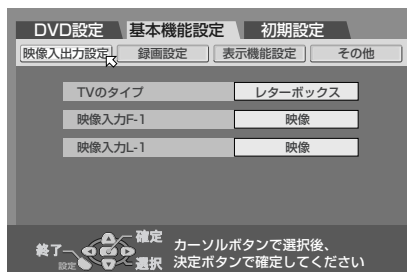 DVD設定 基本機能設定 初期設定
映像入出力設定 録画設定 表示機能設定 その他
TVのタイプ レターボックス
映像入力F-1 映像
映像入力L-1 映像
確定
終了
カーソルボタンで選択後、
設定 選択 決定ボタンで確定してください